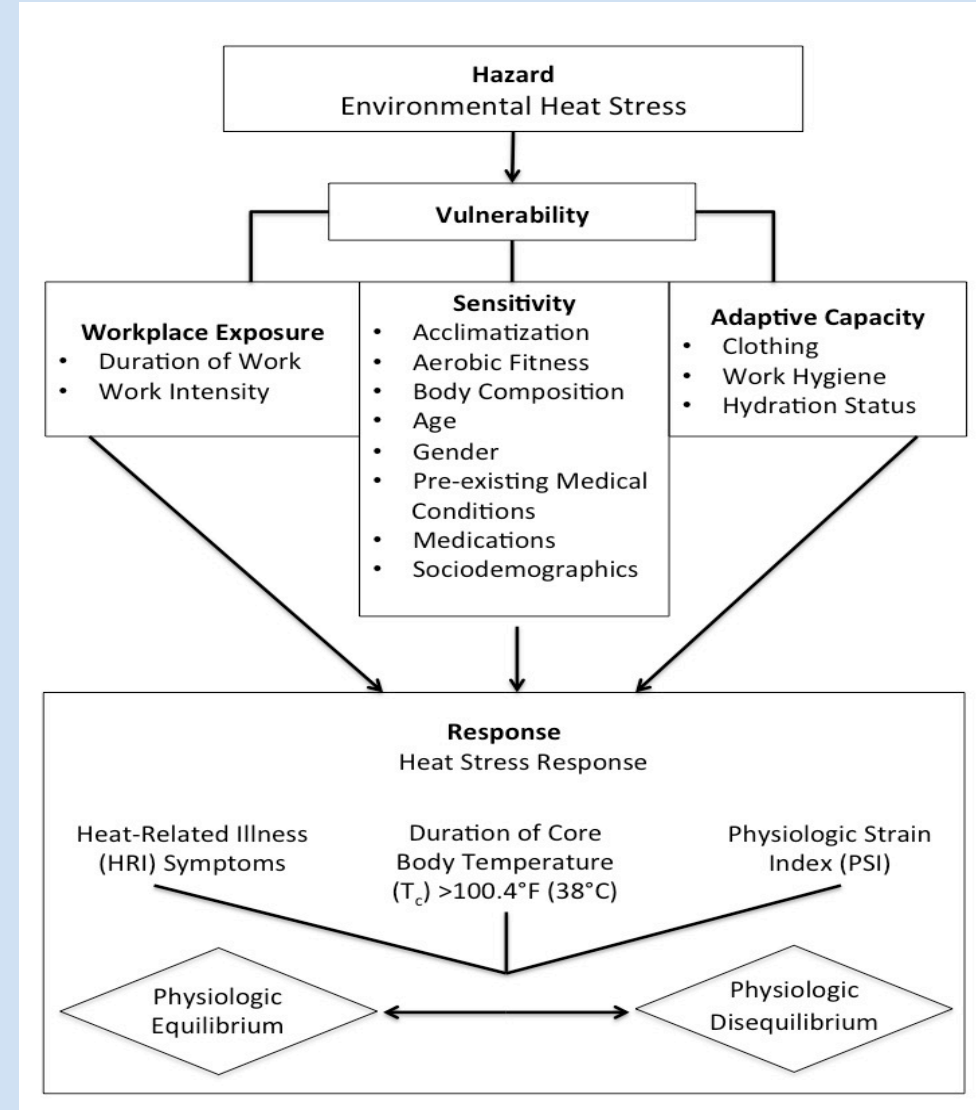 Hazard
Environmental Heat Stress
Vulnerability
Workplace Exposure
• Duration of Work
• Work Intensity
Sensitivity
• Acclimatization
• Aerobic Fitness
• Body Composition
• Age
• Gender
• Pre-existing Medical
Conditions
• Medications
• Sociodemographics
Adaptive Capacity
• Clothing
• Work Hygiene
• Hydration Status
Response
Heat Stress Response
Heat-Related Illness
(HRI) Symptoms
Duration of Core
Body Temperature
(Tc) >100.4°F (38°C)
Physiologic Strain
Index (PSI)
Physiologic
Equilibrium
Physiologic
Disequilibrium